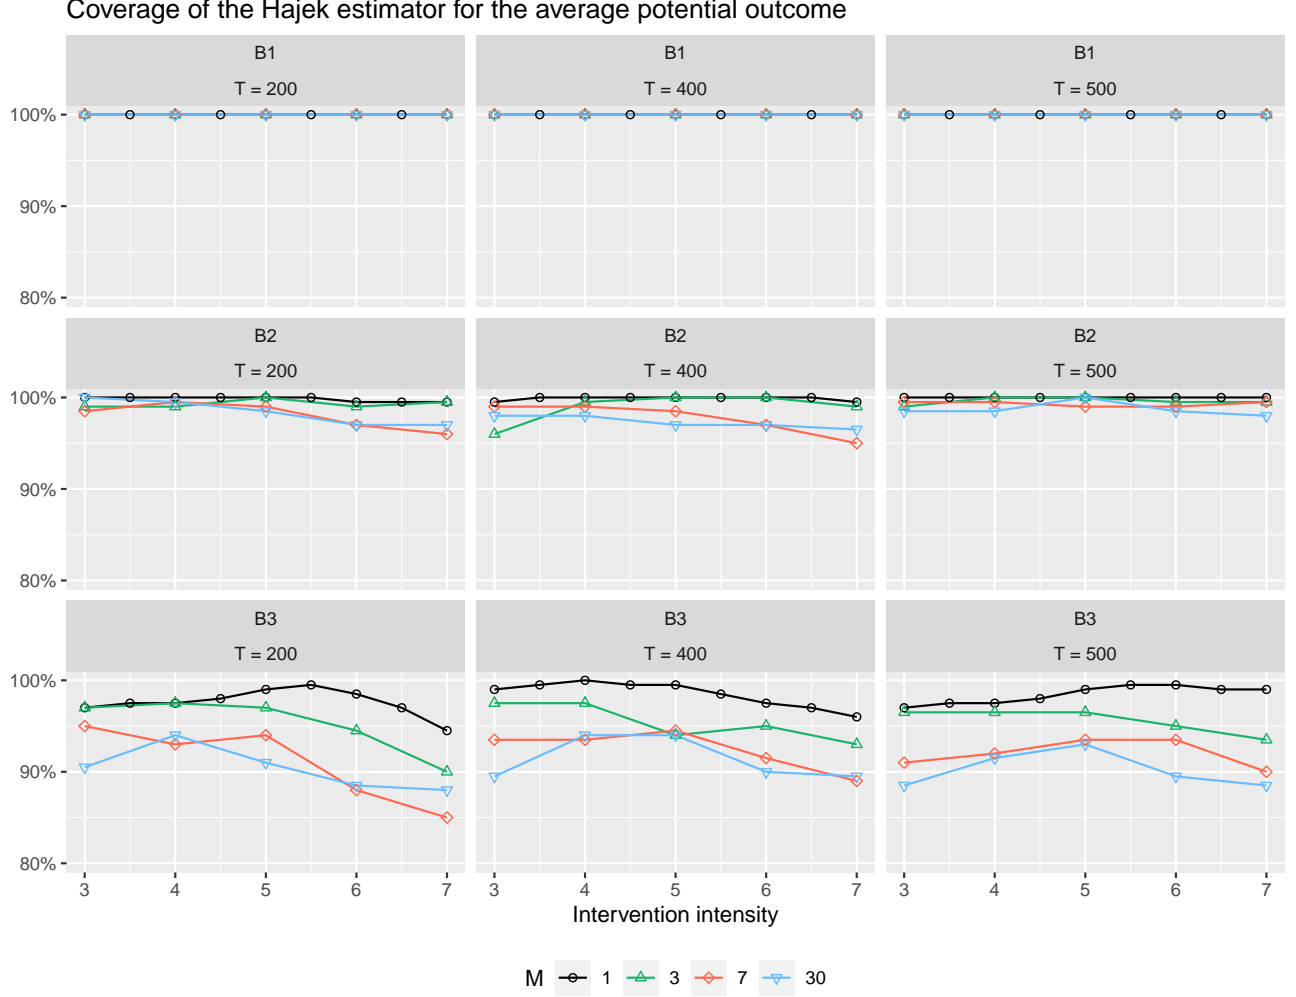 Coverage of the Hajek estimator for the average potential outcome
B1 B1 B1
T = 200 T = 400 T = 500
100%
90%
80%
B2 B2 B2
T = 200 T = 400 T = 500
100%
90%
80%
B3 B3 B3
T = 200 T = 400 T = 500
100%
90%
80%
3 4 5 6 7 3 4 5 6 7 3 4 5 6 7
Intervention intensity
M 1 3 7 30